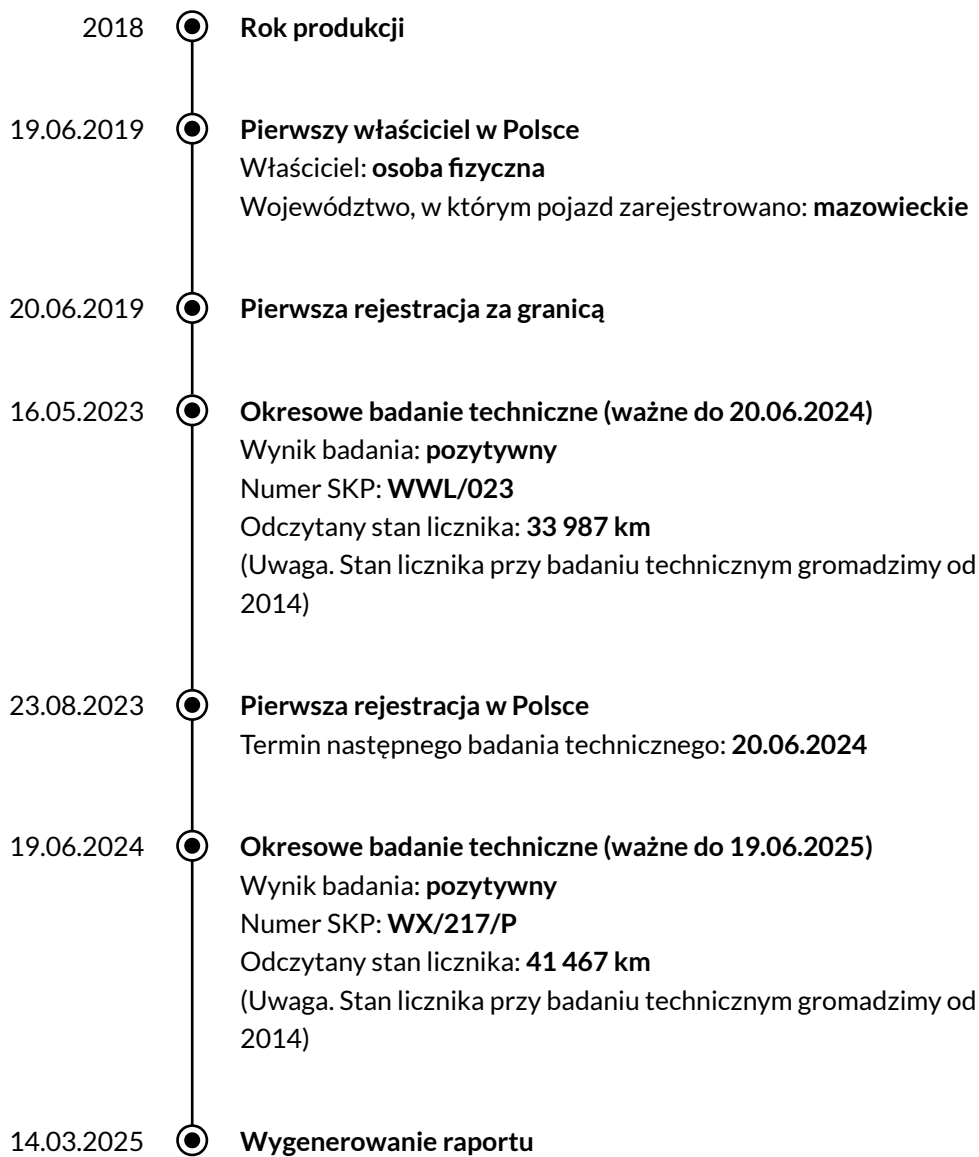 2018 Rok produkcji
19.06.2019 Pierwszy właściciel w Polsce
Właściciel: osoba fizyczna
Województwo, w którym pojazd zarejestrowano: mazowieckie
20.06.2019 Pierwsza rejestracja za granicą
16.05.2023 Okresowe badanie techniczne (ważne do 20.06.2024)
Wynik badania: pozytywny
Numer SKP: WWL/023
Odczytany stan licznika: 33 987 km
(Uwaga. Stan licznika przy badaniu technicznym gromadzimy od
2014)
23.08.2023 Pierwsza rejestracja w Polsce
Termin następnego badania technicznego: 20.06.2024
19.06.2024 Okresowe badanie techniczne (ważne do 19.06.2025)
Wynik badania: pozytywny
Numer SKP: WX/217/P
Odczytany stan licznika: 41 467 km
(Uwaga. Stan licznika przy badaniu technicznym gromadzimy od
2014)
14.03.2025 Wygenerowanie raportu